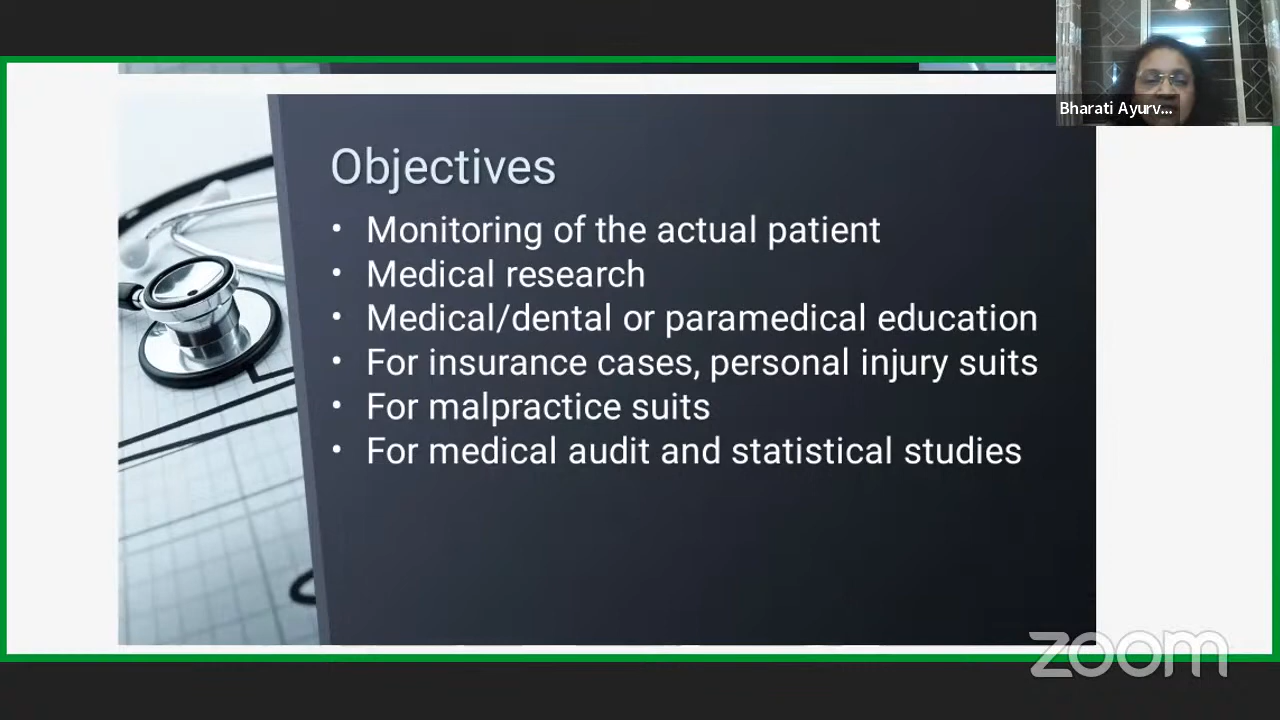 Bharati Ayurv...
Objectives
• Monitoring of the actual patient
• Medical research
• Medical/dental or paramedical education
• For insurance cases, personal injury suits
• For malpractice suits
• For medical audit and statistical studies
zoom